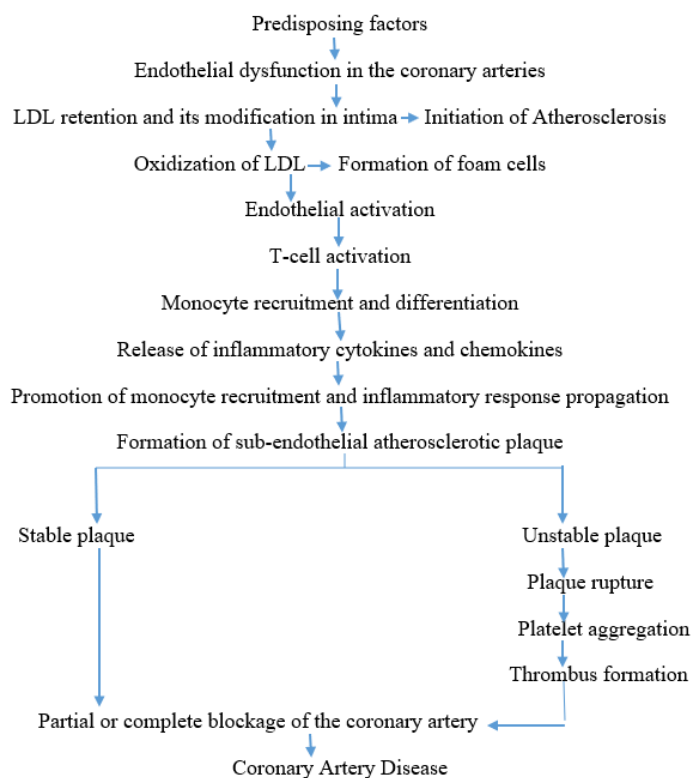 Predisposing factors
Endothelial dysfunction in the coronary arteries
LDL retention and its modification in intima Initiation of Atherosclerosis
Oxidization of LDL Formation of foam cells
Endothelial activation
T-cell activation
Monocyte recruitment and differentiation
Release of inflammatory cytokines and chemokines
Promotion of monocyte recruitment and inflammatory response propagation
Formation of sub-endothelial atherosclerotic plaque
Stable plaque Unstable plaque
Plaque rupture
Platelet aggregation
Thrombus formation
Partial or complete blockage of the coronary artery
Coronary Artery Disease